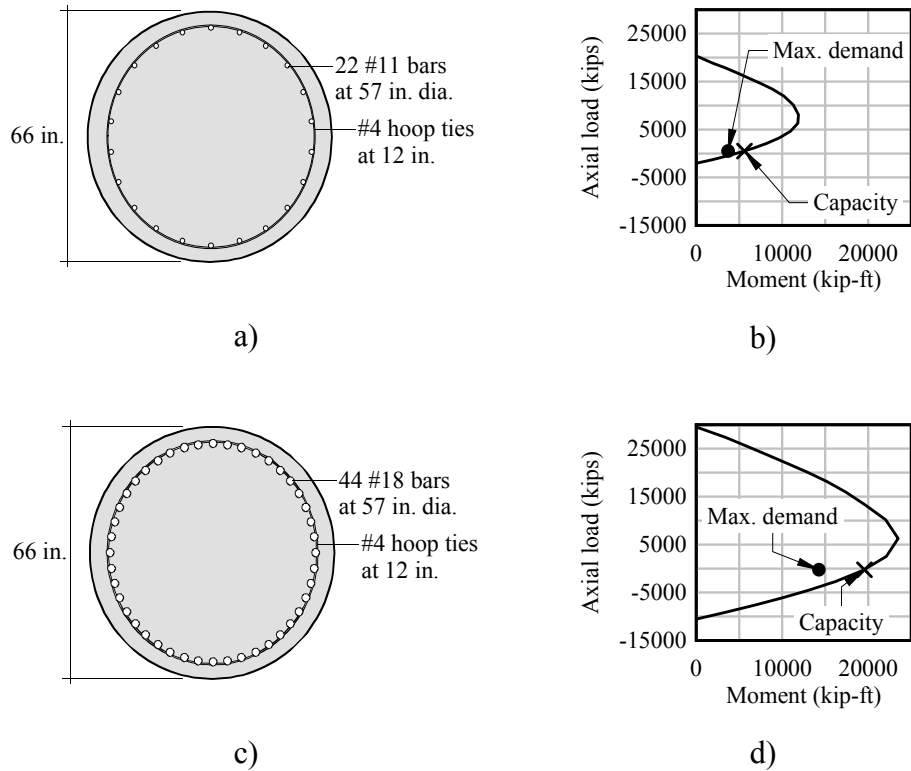 66 in.
22 #11 bars
at 57 in. dia.
#4 hoop ties
at 12 in.
a)
Axial load (kips)
25000
15000
5000
-5000
-15000
Max. demand
Capacity
0
10000
20000
Moment (kip-ft)
b)
66 in.
44 #18 bars
at 57 in. dia.
#4 hoop ties
at 12 in.
c)
Axial load (kips)
25000
15000
5000
-5000
-15000
Max. demand
Capacity
0
10000
20000
Moment (kip-ft)
d)